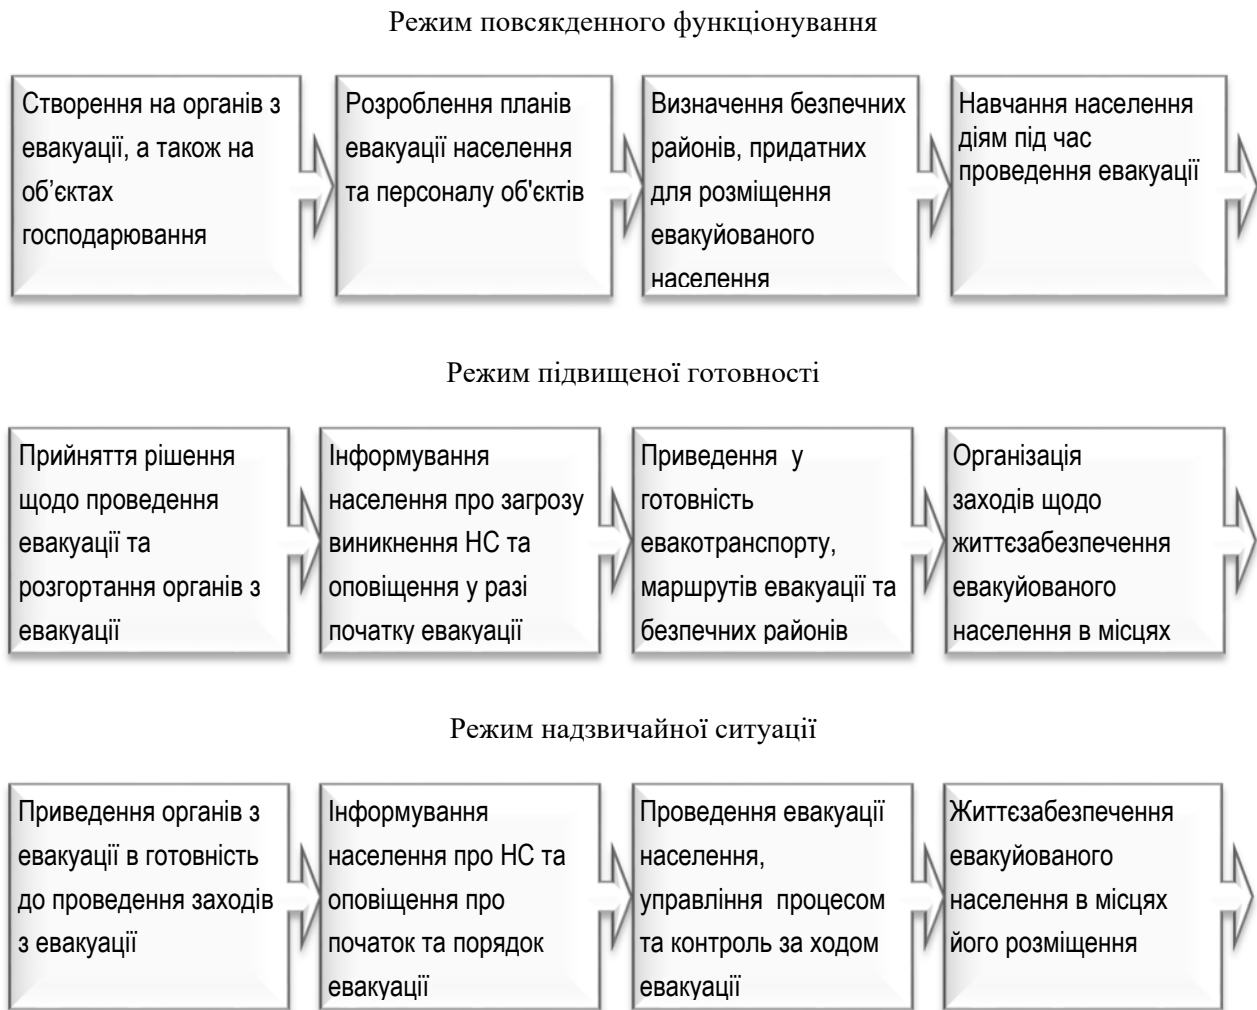 Режим повсякденного функціонування
Створення на органів з
евакуації, а також на
об’єктах
господарювання
Розроблення планів
евакуації населення
та персоналу об'єктів
Визначення безпечних
районів, придатних
для розміщення
евакуйованого
населення
Навчання населення
діям під час
проведення евакуації
Режим підвищеної готовності
Прийняття рішення
щодо проведення
евакуації та
розгортання органів з
евакуації
Інформування
населення про загрозу
виникнення НС та
оповіщення у разі
початку евакуації
Приведення у
готовність
евакотранспорту,
маршрутів евакуації та
безпечних районів
Організація
заходів щодо
життєзабезпечення
евакуйованого
населення в місцях
Режим надзвичайної ситуації
Приведення органів з
евакуації в готовність
до проведення заходів
з евакуації
Інформування
населення про НС та
оповіщення про
початок та порядок
евакуації
Проведення евакуації
населення,
управління процесом
та контроль за ходом
евакуації
Життєзабезпечення
евакуйованого
населення в місцях
його розміщення